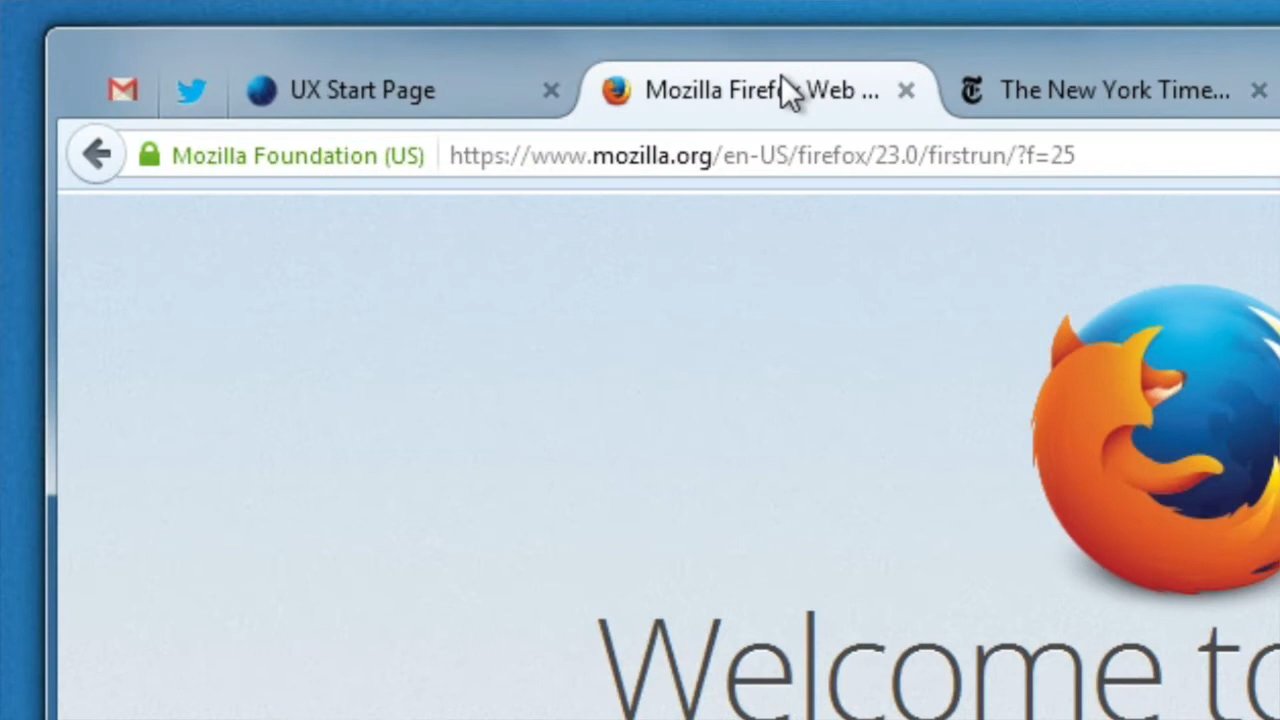 UX Start Page
Mozilla Firef Web ...
The New York Time...
Mozilla Foundation (US)
https://www.mozilla.org/en-US/firefox/23.0/firstrun/?f=25
Welcome to